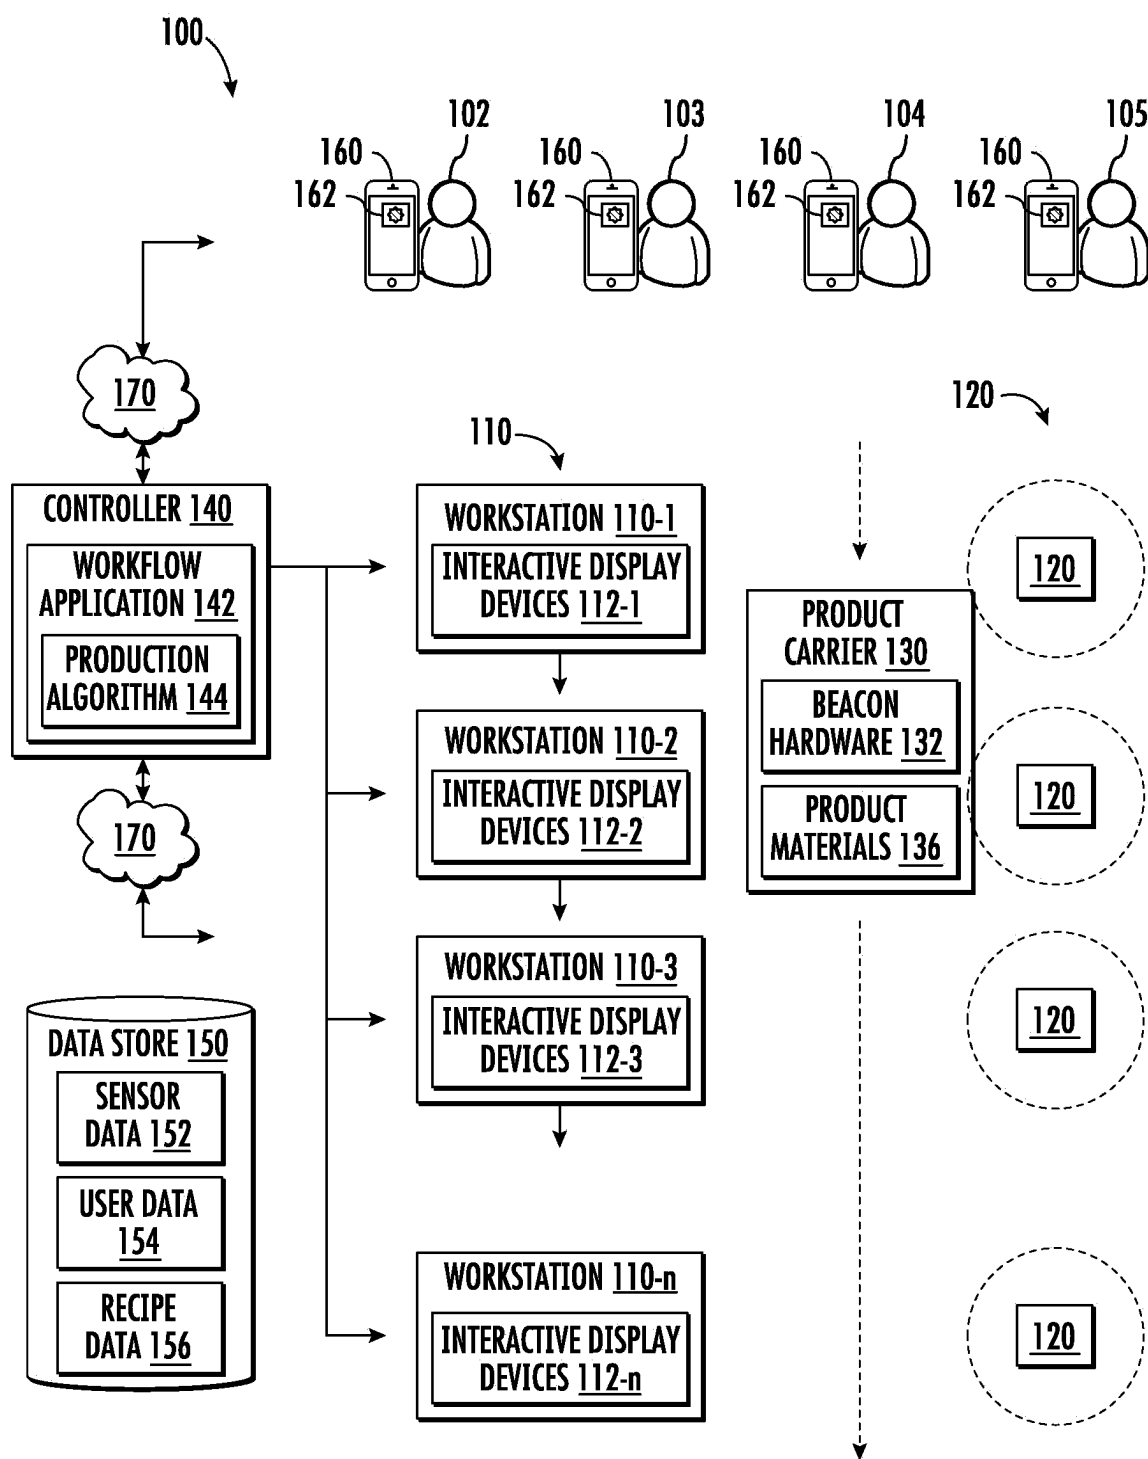 100
102
103
104
105
160
160
160
160
162
162
162
162
170
120
110
CONTROLLER 140
WORKFLOW
APPLICATION 142
PRODUCTION
ALGORITHM 144
WORKSTATION 110-1
INTERACTIVE DISPLAY
DEVICES 112-1
120
PRODUCT
CARRIER 130
BEACON
HARDWARE 132
PRODUCT
MATERIALS 136
WORKSTATION 110-2
INTERACTIVE DISPLAY
DEVICES 112-2
120
170
WORKSTATION 110-3
INTERACTIVE DISPLAY
DEVICES 112-3
120
DATA STORE 150
SENSOR
DATA 152
USER DATA
154
RECIPE
DATA 156
WORKSTATION 110-n
INTERACTIVE DISPLAY
DEVICES 112-n
120